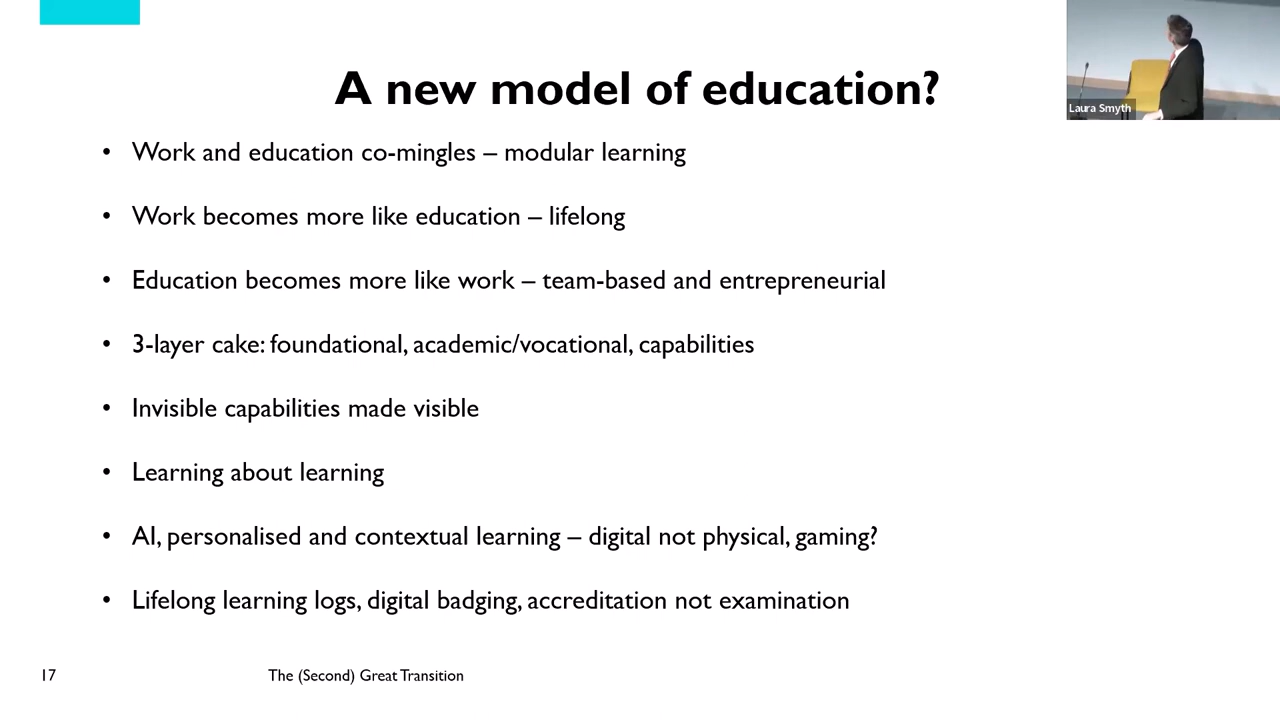 A new model of education?
Laura Smyth
• Work and education co-mingles – modular learning
• Work becomes more like education – lifelong
• Education becomes more like work – team-based and entrepreneurial
• 3-layer cake: foundational, academic/vocational, capabilities
• Invisible capabilities made visible
• Learning about learning
• AI, personalised and contextual learning – digital not physical, gaming?
• Lifelong learning logs, digital badging, accreditation not examination
17 The (Second) Great Transition